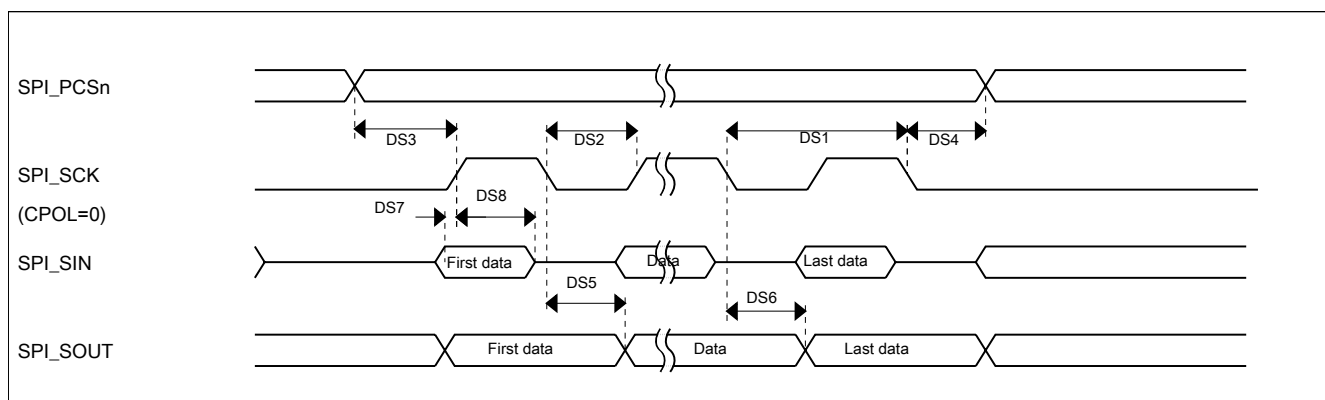 SPI_PCSn
DS3
DS2
DS1
DS4
SPI_SCK
(CPOL=0)
DS7
DS8
SPI_SIN
First data
Data
Last data
DS5
DS6
SPI_SOUT
First data
Data
Last data